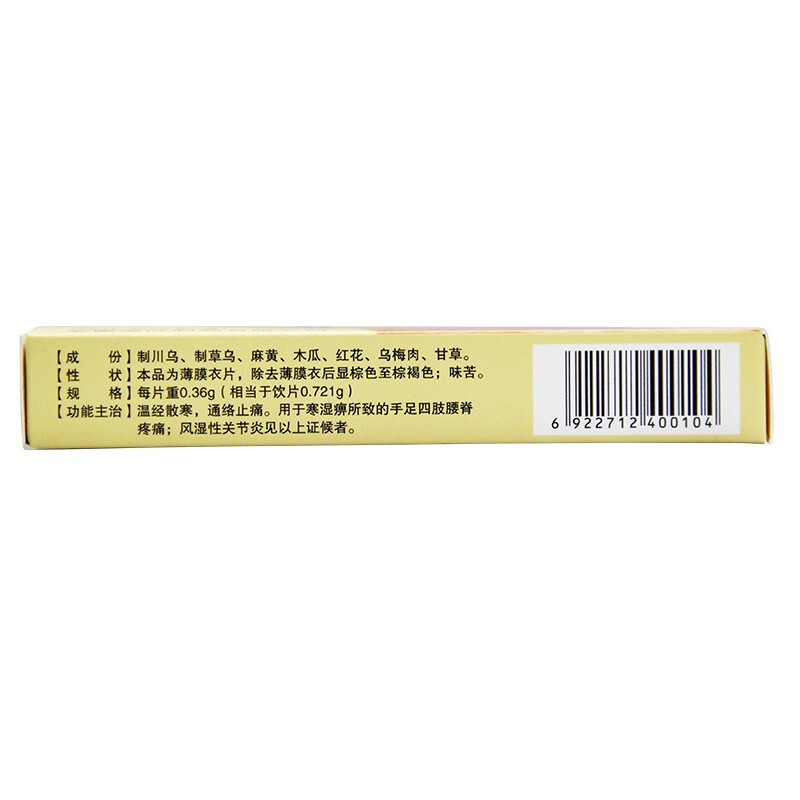 【成　份】制川乌、制草乌、麻黄、木瓜、红花、乌梅肉、甘草。
【性　状】本品为薄膜衣片，除去薄膜衣后显棕色至棕褐色；味苦。
【规　格】每片重0.36g（相当于饮片0.721g）
【功能主治】温经散寒，通络止痛。用于寒湿痹所致的手足四肢腰脊
疼痛；风湿性关节炎见以上证候者。
6 922712 400104